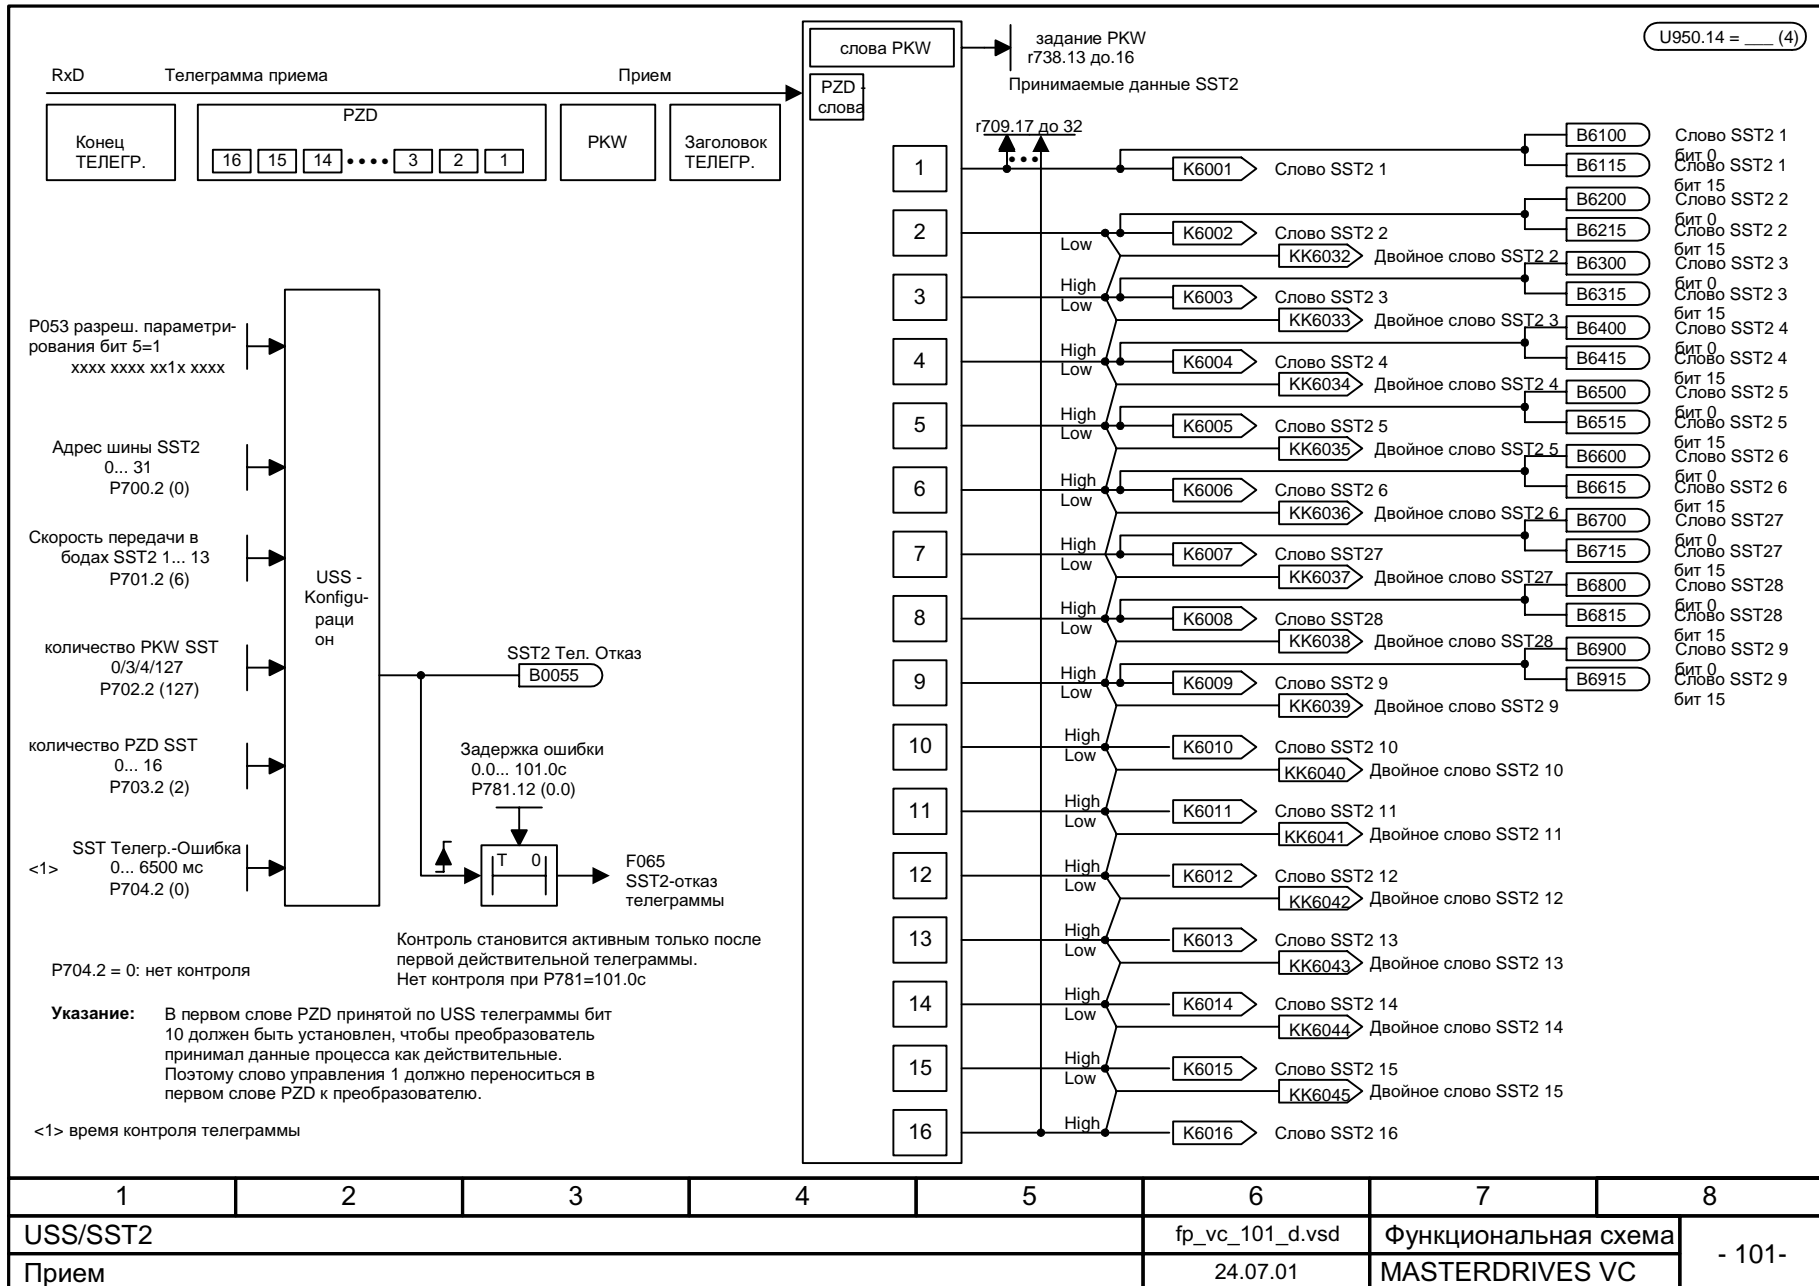 U950.14 = ___ (4)
RxD
Телеграмма приема
Прием
Конец
ТЕЛЕГР.
PZD
16 15 14 3 2 1
PKW
Заголовок
ТЕЛЕГР.
слова PKW
PZD -
слова
задание PKW
r738.13 до.16
Принимаемые данные SST2
r709.17 до 32
P053 разреш. параметри-
рования бит 5=1
xxxx xxxx xx1x xxxx
Адрес шины SST2
0... 31
P700.2 (0)
Скорость передачи в
бодах SST2 1... 13
P701.2 (6)
количество PKW SST
0/3/4/127
P702.2 (127)
количество PZD SST
0... 16
P703.2 (2)
<1>
SST Телегр.-Ошибка
0... 6500 мс
P704.2 (0)
USS -
Konfigu-
раци
он
SST2 Тел. Отказ
B0055
Задержка ошибки
0.0... 101.0с
P781.12 (0.0)
T 0
F065
SST2-отказ
телеграммы
Контроль становится активным только после
первой действительной телеграммы.
Нет контроля при P781=101.0с
P704.2 = 0: нет контроля
Указание:
В первом слове PZD принятой по USS телеграммы бит
10 должен быть установлен, чтобы преобразователь
принимал данные процесса как действительные.
Поэтому слово управления 1 должно переноситься в
первом слове PZD к преобразователю.
<1> время контроля телеграммы
1 K6001 Слово SST2 1
B6100 Слово SST2 1
бит 0
B6115 Слово SST2 1
бит 15
2 Low K6002 Слово SST2 2
KK6032 Двойное слово SST2 2
B6200 Слово SST2 2
бит 0
B6215 Слово SST2 2
бит 15
3 High Low K6003 Слово SST2 3
KK6033 Двойное слово SST2 3
B6300 Слово SST2 3
бит 0
B6315 Слово SST2 3
бит 15
4 High Low K6004 Слово SST2 4
KK6034 Двойное слово SST2 4
B6400 Слово SST2 4
бит 0
B6415 Слово SST2 4
бит 15
5 High Low K6005 Слово SST2 5
KK6035 Двойное слово SST2 5
B6500 Слово SST2 5
бит 0
B6515 Слово SST2 5
бит 15
6 High Low K6006 Слово SST2 6
KK6036 Двойное слово SST2 6
B6600 Слово SST2 6
бит 0
B6615 Слово SST2 6
бит 15
7 High Low K6007 Слово SST27
KK6037 Двойное слово SST27
B6700 Слово SST27
бит 0
B6715 Слово SST27
бит 15
8 High Low K6008 Слово SST28
KK6038 Двойное слово SST28
B6800 Слово SST28
бит 0
B6815 Слово SST28
бит 15
9 High Low K6009 Слово SST2 9
KK6039 Двойное слово SST2 9
B6900 Слово SST2 9
бит 0
B6915 Слово SST2 9
бит 15
10 High Low K6010 Слово SST2 10
KK6040 Двойное слово SST2 10
11 High Low K6011 Слово SST2 11
KK6041 Двойное слово SST2 11
12 High Low K6012 Слово SST2 12
KK6042 Двойное слово SST2 12
13 High Low K6013 Слово SST2 13
KK6043 Двойное слово SST2 13
14 High Low K6014 Слово SST2 14
KK6044 Двойное слово SST2 14
15 High Low K6015 Слово SST2 15
KK6045 Двойное слово SST2 15
16 High K6016 Слово SST2 16
1 2 3 4 5 6 7 8
USS/SST2
fp_vc_101_d.vsd
Функциональная схема
- 101-
Прием
24.07.01
MASTERDRIVES VC